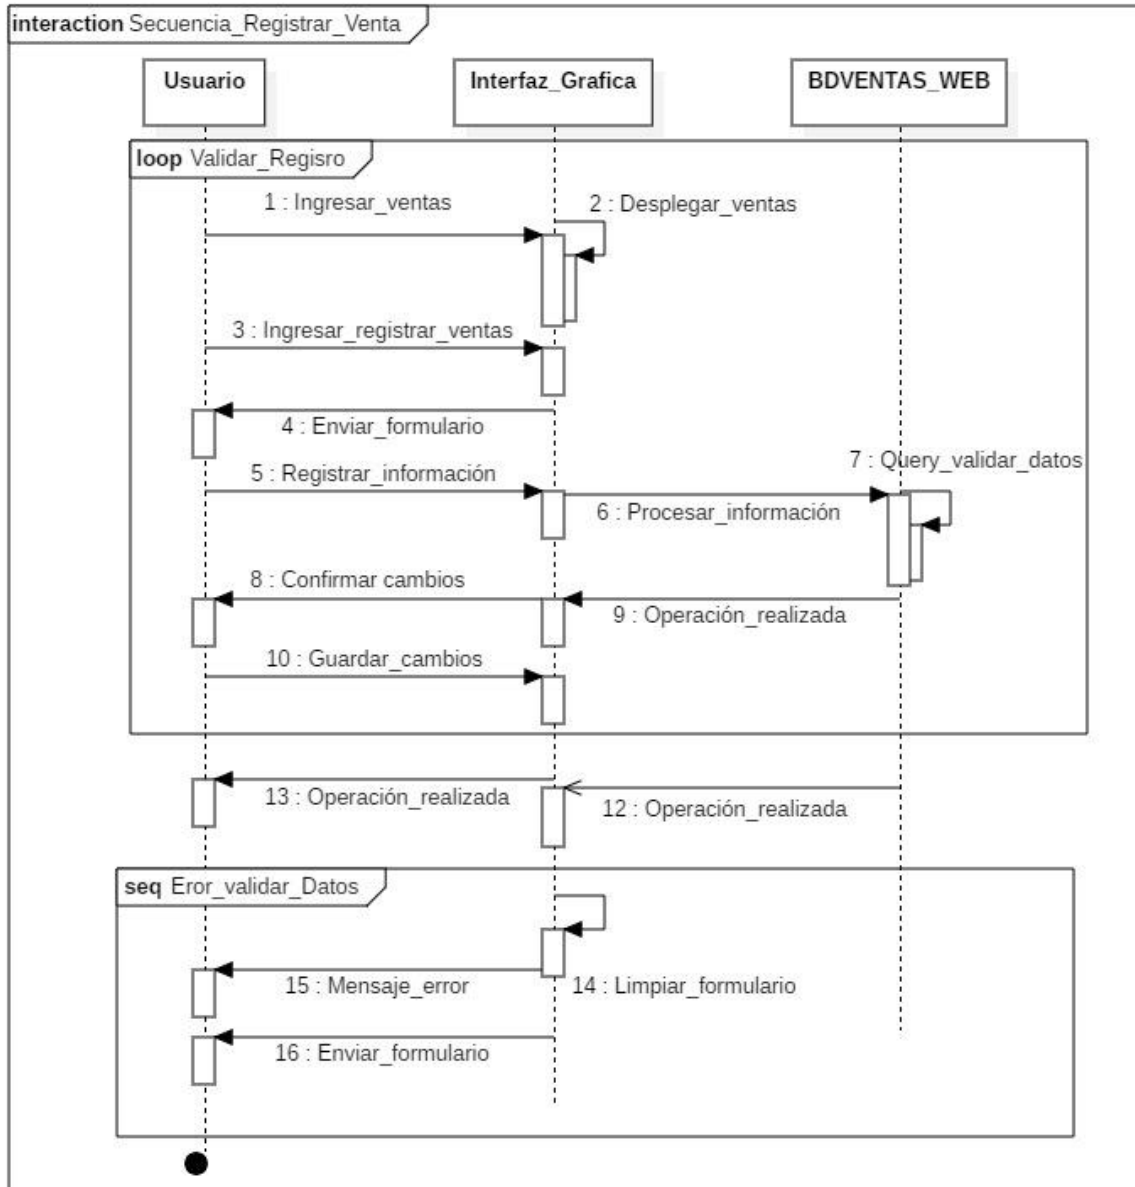 interaction Secuencia_Registrar_Venta
Usuario
Interfaz_Grafica
BDVENTAS_WEB
loop Validar_Regisro
1 : Ingresar_ventas
2 : Desplegar_ventas
3 : Ingresar_registrar_ventas
4 : Enviar_formulario
7 : Query_validar_datos
5 : Registrar_información
6 : Procesar_información
8 : Confirmar cambios
9 : Operación_realizada
10 : Guardar_cambios
13 : Operación_realizada
12 : Operación_realizada
seq Eror_validar_Datos
15 : Mensaje_error
14 : Limpiar_formulario
16 : Enviar_formulario